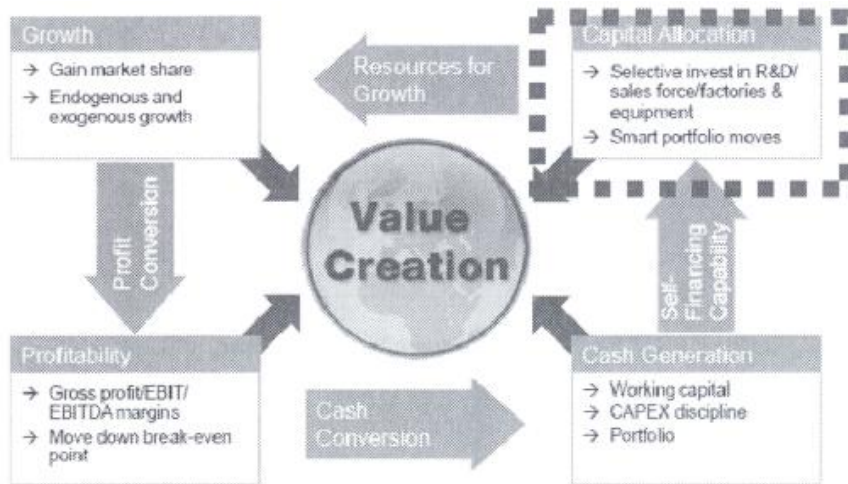 Growth
→ Gain market share
→ Endogenous and
exogenous growth
Resources for
Growth
Capital Allocation
→ Selective invest in R&D/
sales force/factories &
equipment
→ Smart portfolio moves
Profit
Conversion
Value
Creation
Self-
Financing
Capability
Profitability
→ Gross profit/EBIT/
EBITDA margins
→ Move down break-even
point
Cash
Conversion
Cash Generation
→ Working capital
→ CAPEX discipline
→ Portfolio